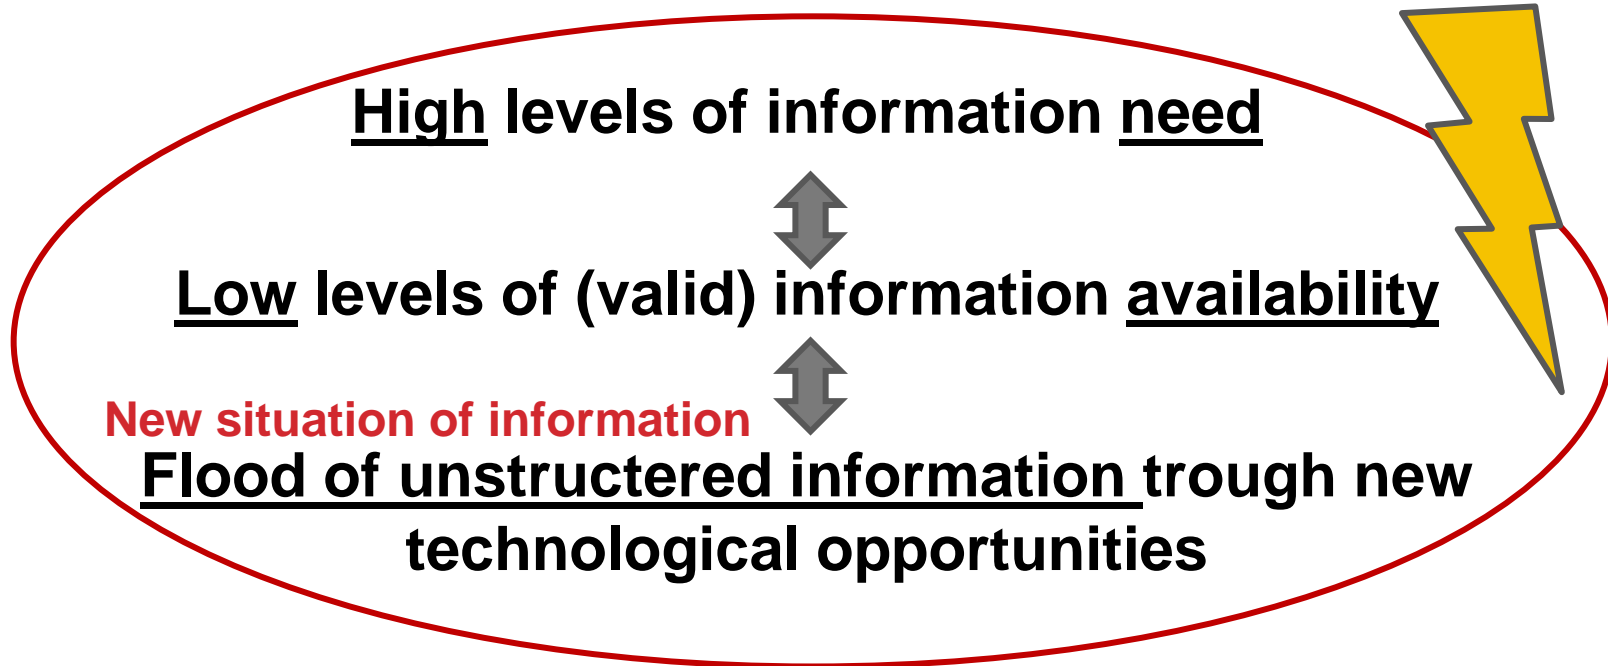 High levels of information need
Low levels of (valid) information availability
New situation of information
Flood of unstructered information trough new
technological opportunities